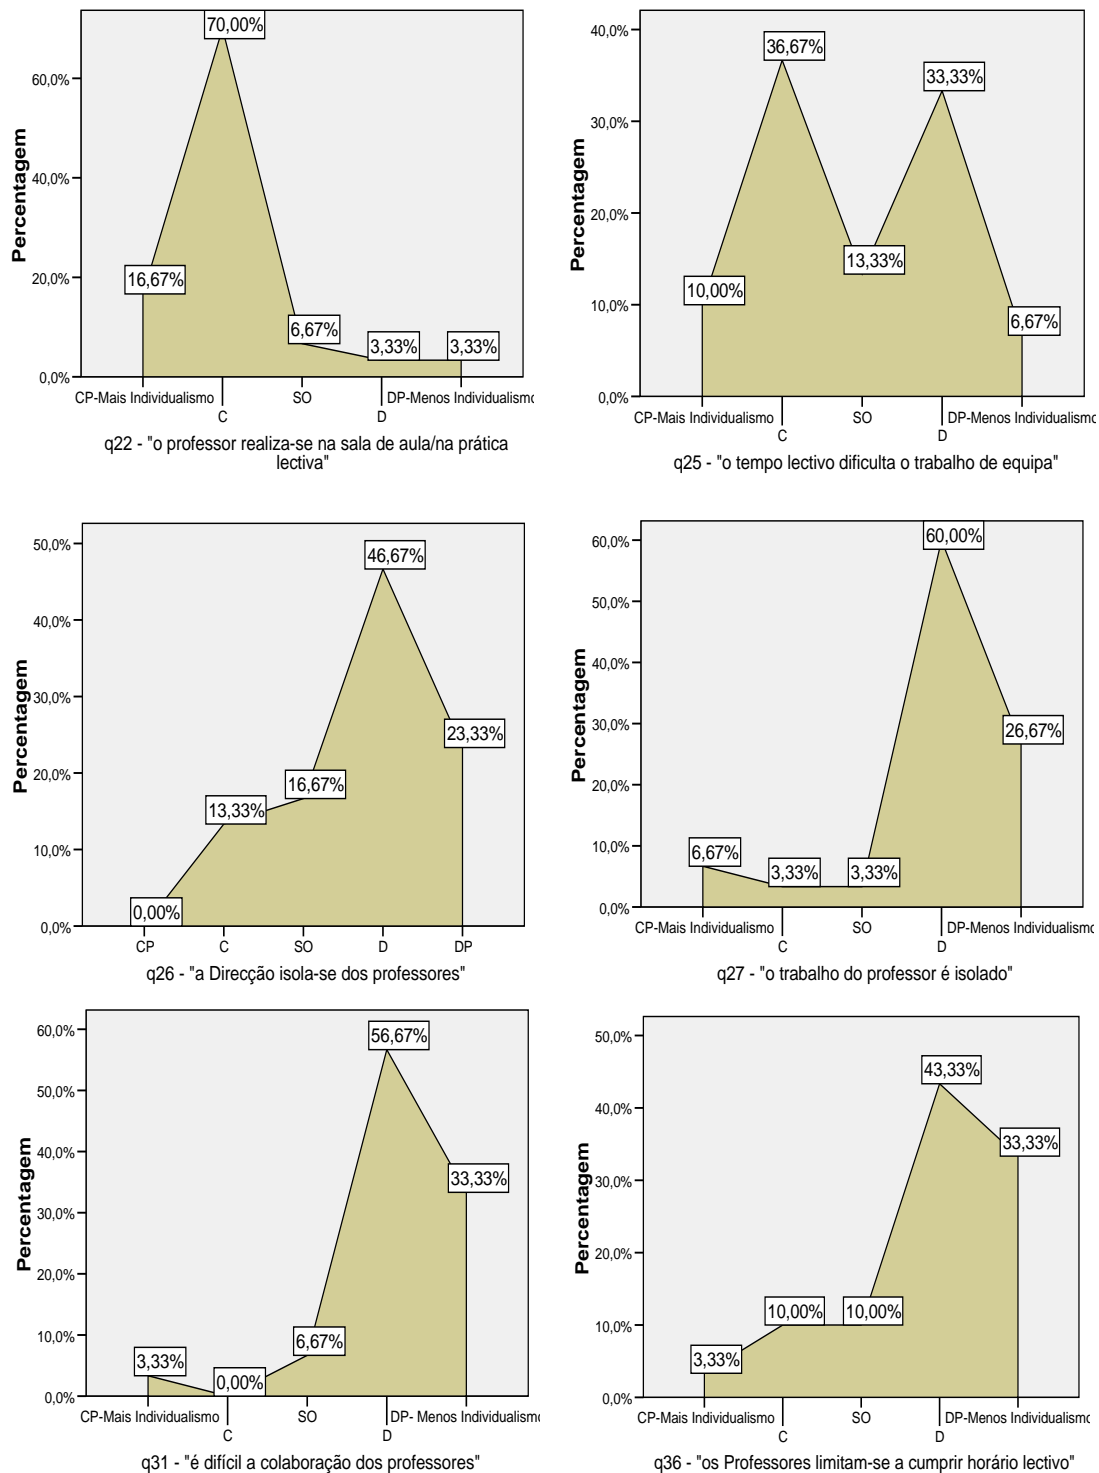 70,00%
60,0%
40,0%
20,0%
0,0%
Percentagem
16,67%
6,67%
3,33%
3,33%
CP-Mais Individualismo
C
SO
D
DP-Menos Individualismo
q22 - "o professor realiza-se na sala de aula/na prática
lectiva"
40,0%
30,0%
20,0%
10,0%
0,0%
Percentagem
10,00%
36,67%
13,33%
33,33%
6,67%
CP-Mais Individualismo
C
SO
D
DP-Menos Individualismo
q25 - "o tempo lectivo dificulta o trabalho de equipa"
50,0%
40,0%
30,0%
20,0%
10,0%
0,0%
Percentagem
0,00%
13,33%
16,67%
46,67%
23,33%
CP
C
SO
D
DP
q26 - "a Direcção isola-se dos professores"
60,0%
50,0%
40,0%
30,0%
20,0%
10,0%
0,0%
Percentagem
6,67%
3,33%
3,33%
60,00%
26,67%
CP-Mais Individualismo
C
SO
D
DP-Menos Individualismo
q27 - "o trabalho do professor é isolado"
60,0%
50,0%
40,0%
30,0%
20,0%
10,0%
0,0%
Percentagem
3,33%
0,00%
6,67%
56,67%
33,33%
CP-Mais Individualismo
C
SO
D
DP- Menos Individualismo
q31 - "é difícil a colaboração dos professores"
50,0%
40,0%
30,0%
20,0%
10,0%
0,0%
Percentagem
3,33%
10,00%
10,00%
43,33%
33,33%
CP-Mais Individualismo
C
SO
D
DP-Menos Individualismo
q36 - "os Professores limitam-se a cumprir horário lectivo"